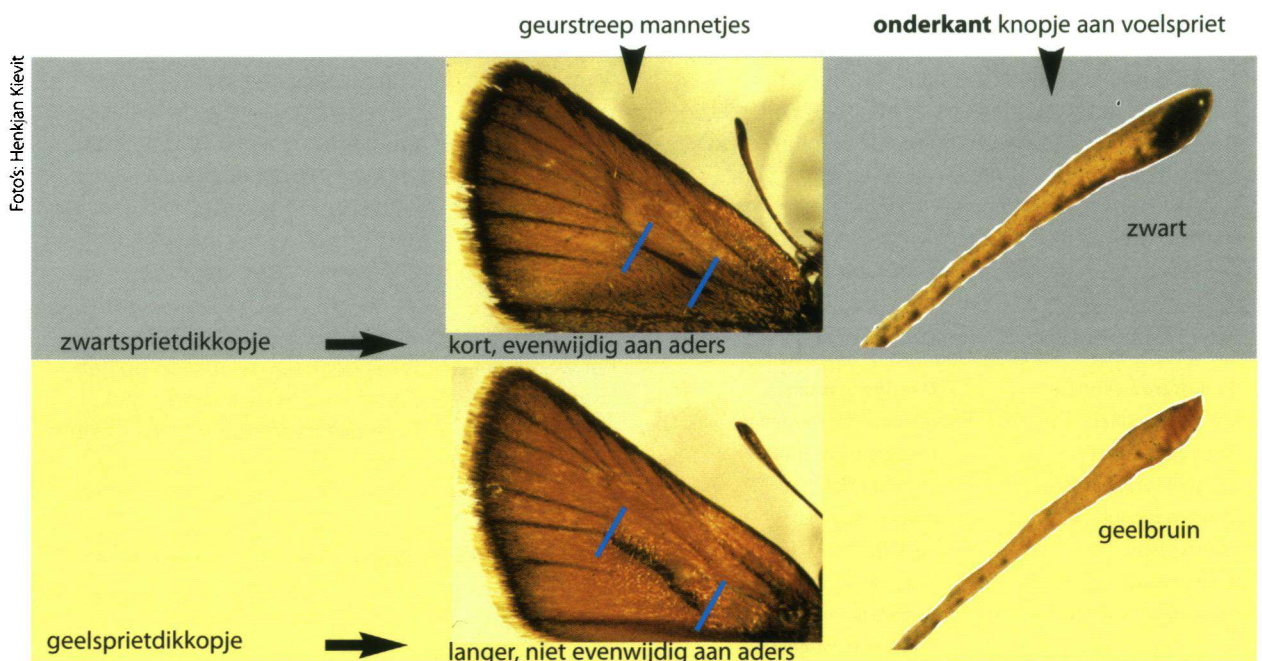 geurstreep mannetjes
onderkant knopje aan voelspriet
Foto's: Henkjan Kievit
zwart
zwartsprietdikkopje
kort, evenwijdig aan aders
geelbruin
geelsprietdikkopje
langer, niet evenwijdig aan aders